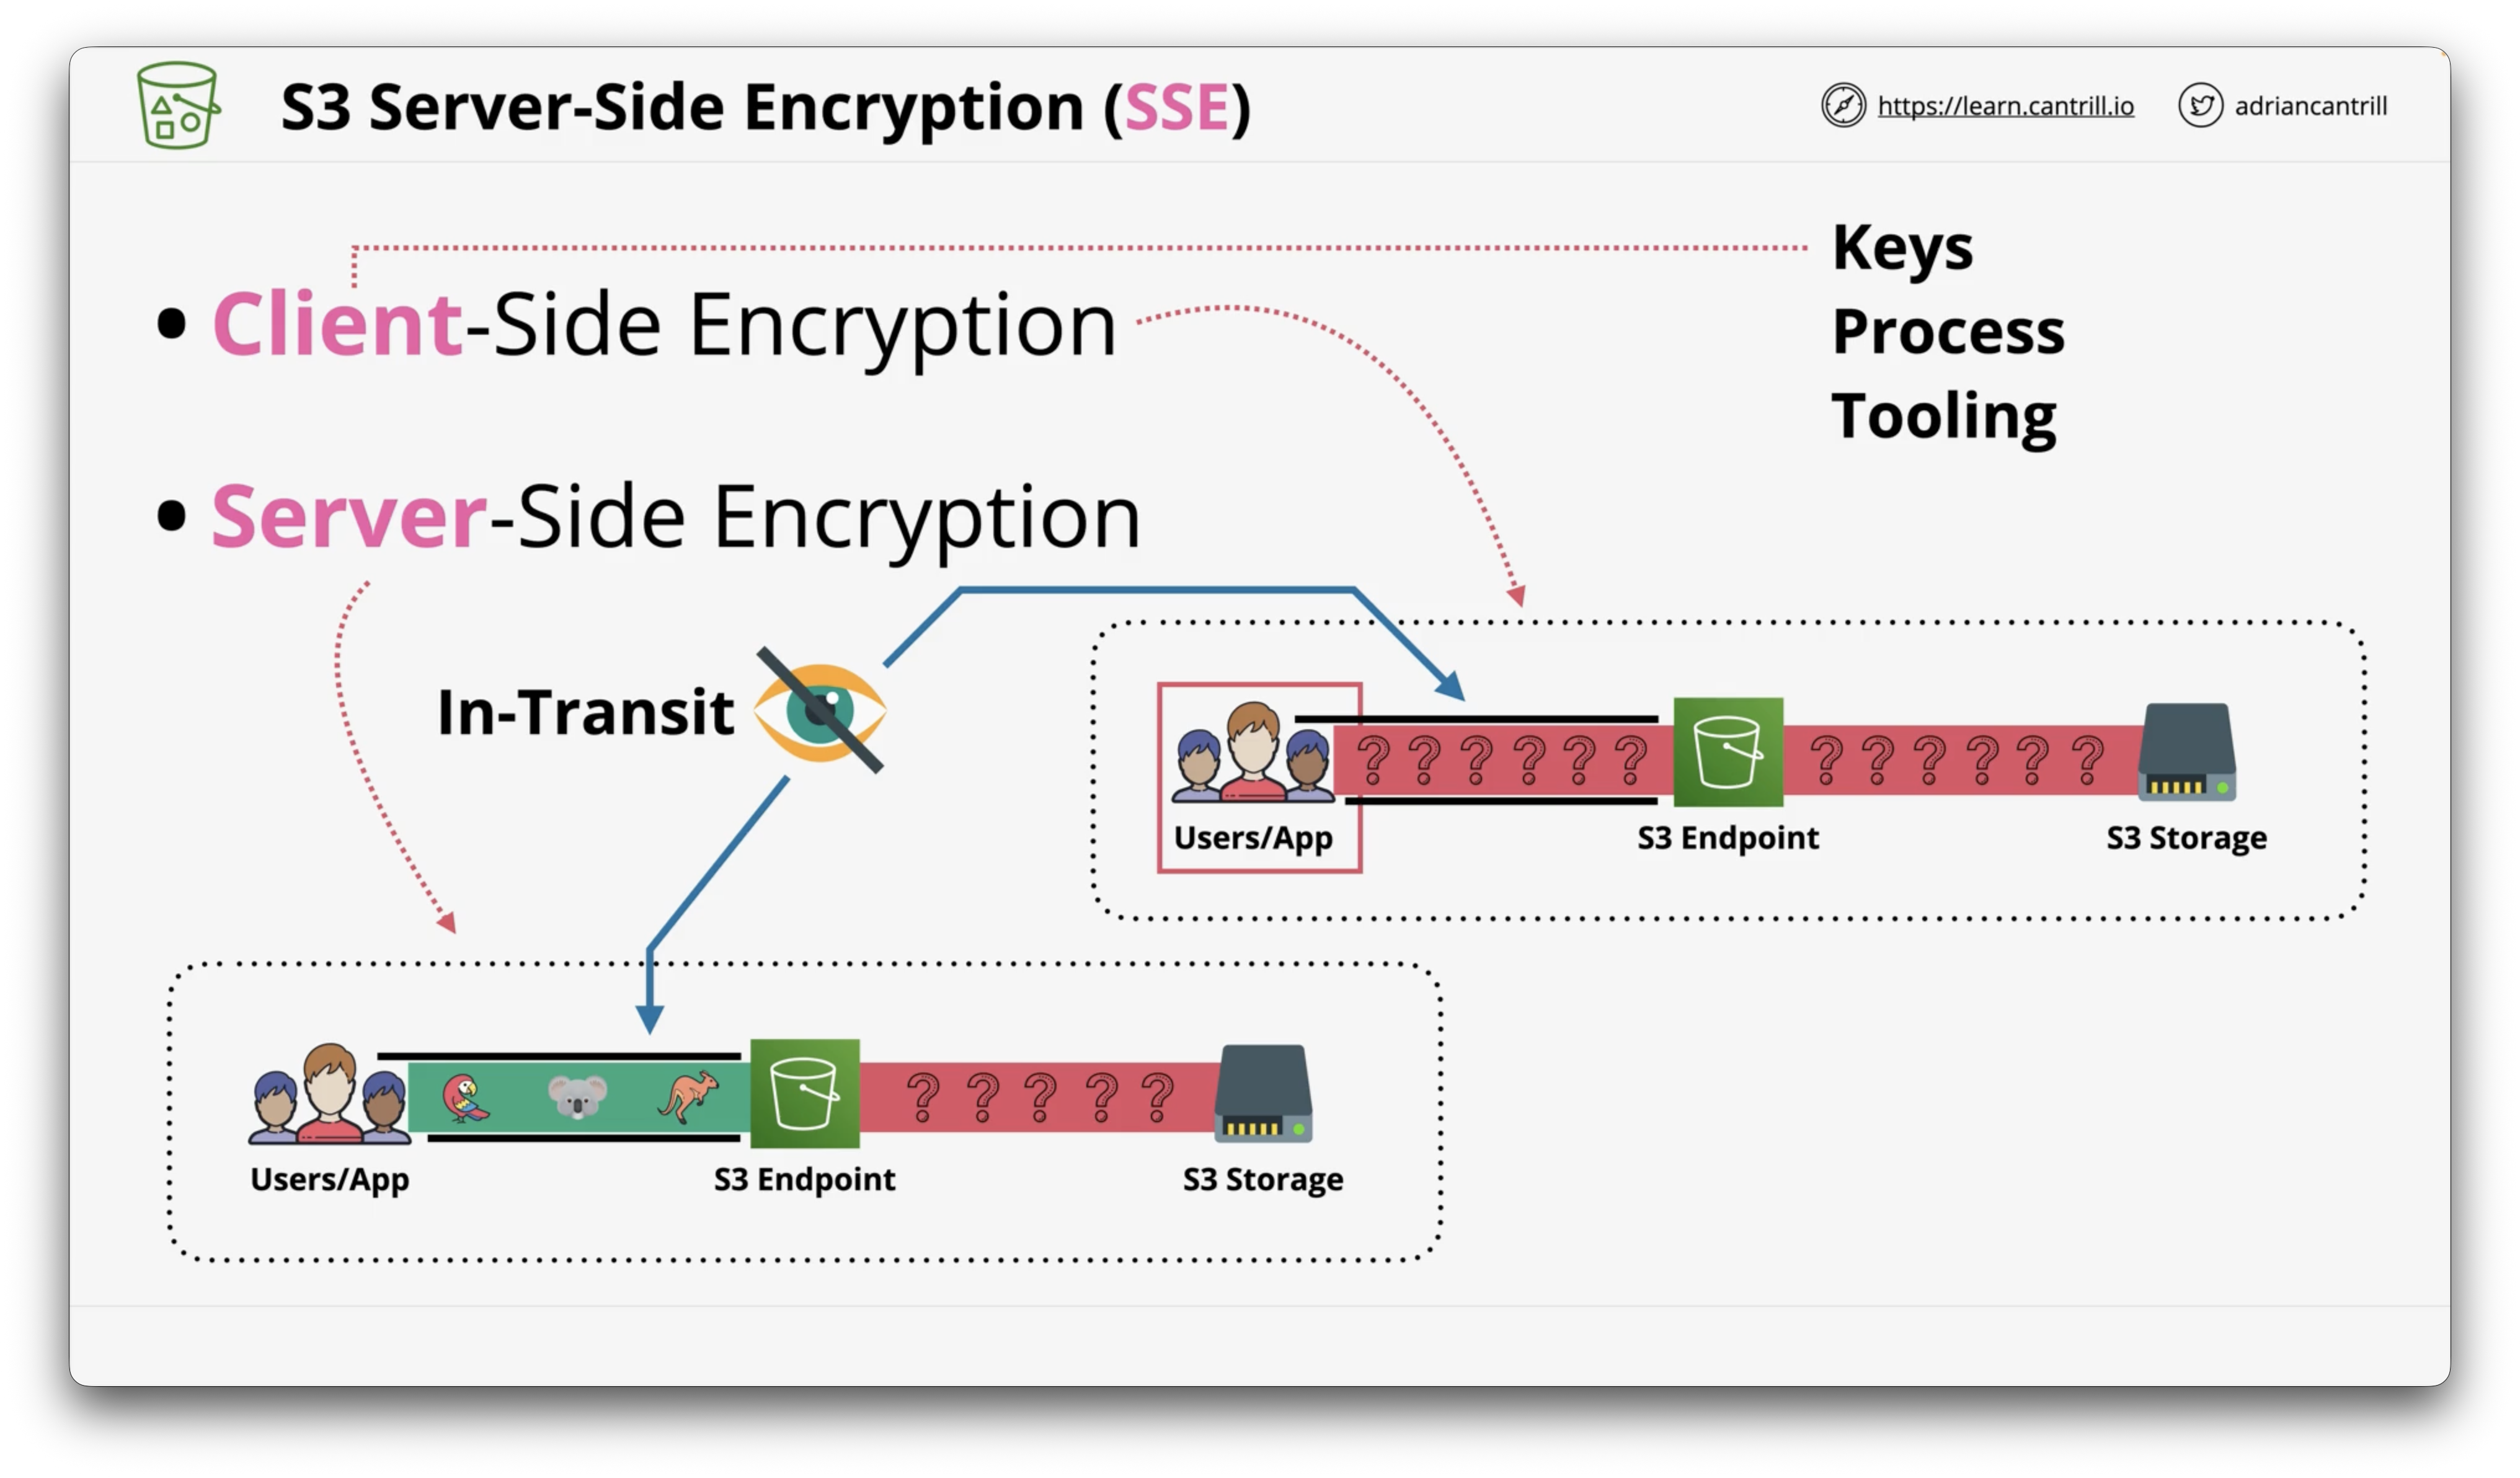 S3 Server-Side Encryption (SSE)
https://learn.cantrill.io
adriancantrill
Keys
Process
Tooling
• Client-Side Encryption
• Server-Side Encryption
In-Transit
? ? ? ? ? ?
? ? ? ? ? ?
Users/App
S3 Endpoint
S3 Storage
? ? ? ? ?
Users/App
S3 Endpoint
S3 Storage